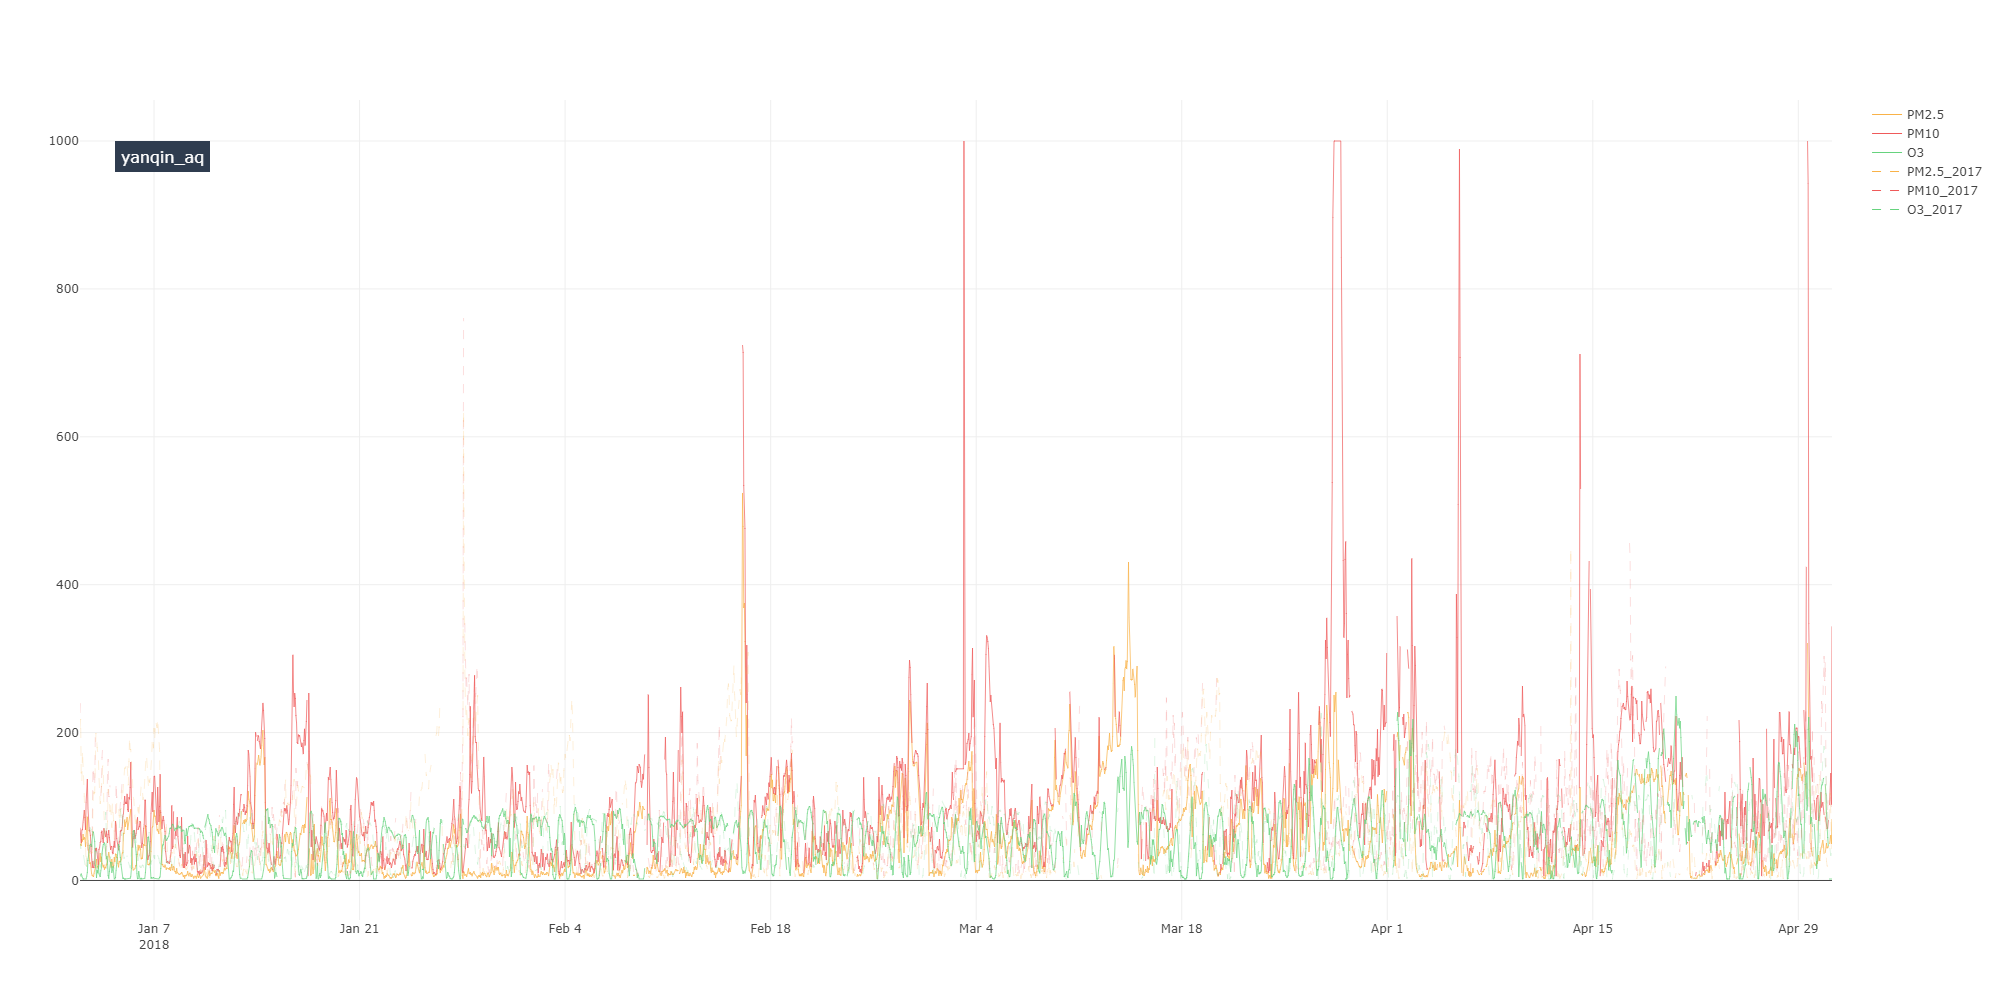 yanqin_aq
1000
800
600
400
200
0
Jan 7
2018
Jan 21
Feb 4
Feb 18
Mar 4
Mar 18
Apr 1
Apr 15
Apr 29
PM2.5
PM10
O3
PM2.5_2017
PM10_2017
O3_2017